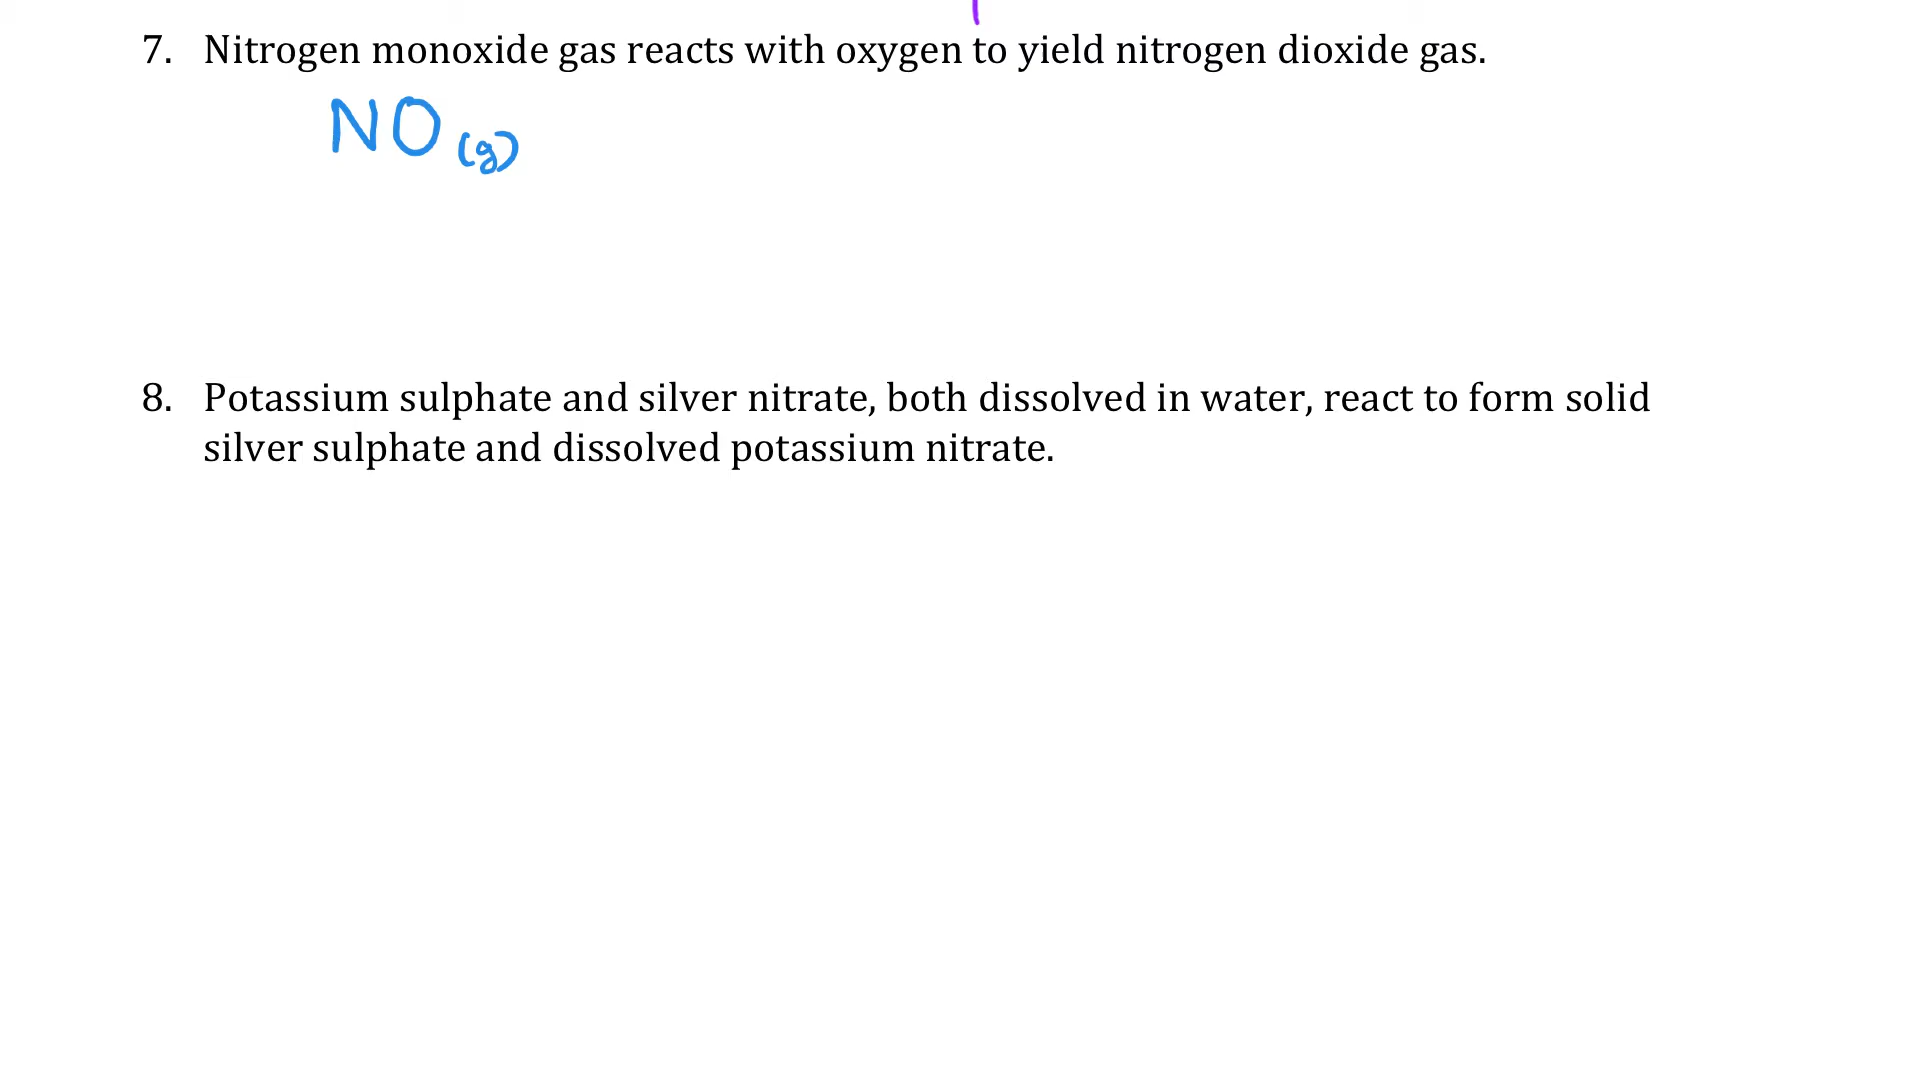 7. Nitrogen monoxide gas reacts with oxygen to yield nitrogen dioxide gas.
NO (g)
8. Potassium sulphate and silver nitrate, both dissolved in water, react to form solid
silver sulphate and dissolved potassium nitrate.